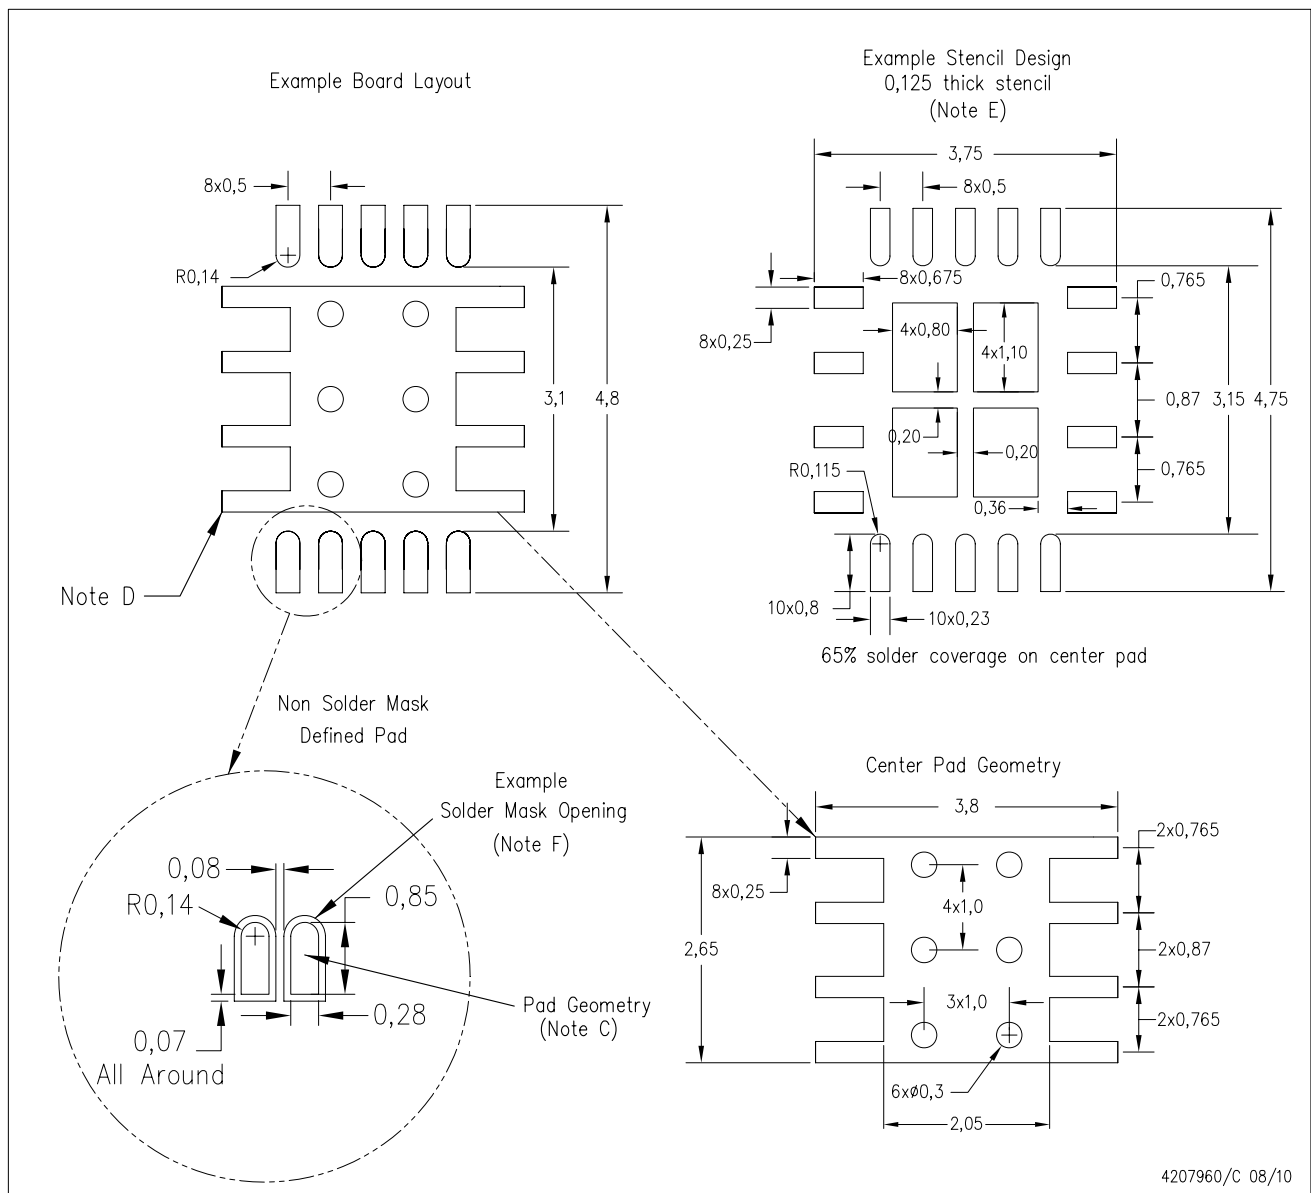 Example Board Layout
8x0,5
R0,14
3,1
4,8
Note D
Example Stencil Design
0,125 thick stencil
(Note E)
3,75
8x0,5
8x0,675
0,765
8x0,25
4x0,80
4x1,10
0,87
3,15
4,75
0,20
0,20
R0,115
0,765
0,36
10x0,8
10x0,23
65% solder coverage on center pad
Non Solder Mask
Defined Pad
Example
Solder Mask Opening
(Note F)
0,08
R0,14
0,85
Pad Geometry
(Note C)
0,28
0,07
All Around
Center Pad Geometry
3,8
2x0,765
8x0,25
4x1,0
2,65
2x0,87
3x1,0
2x0,765
6xø0,3
2,05
4207960/C 08/10